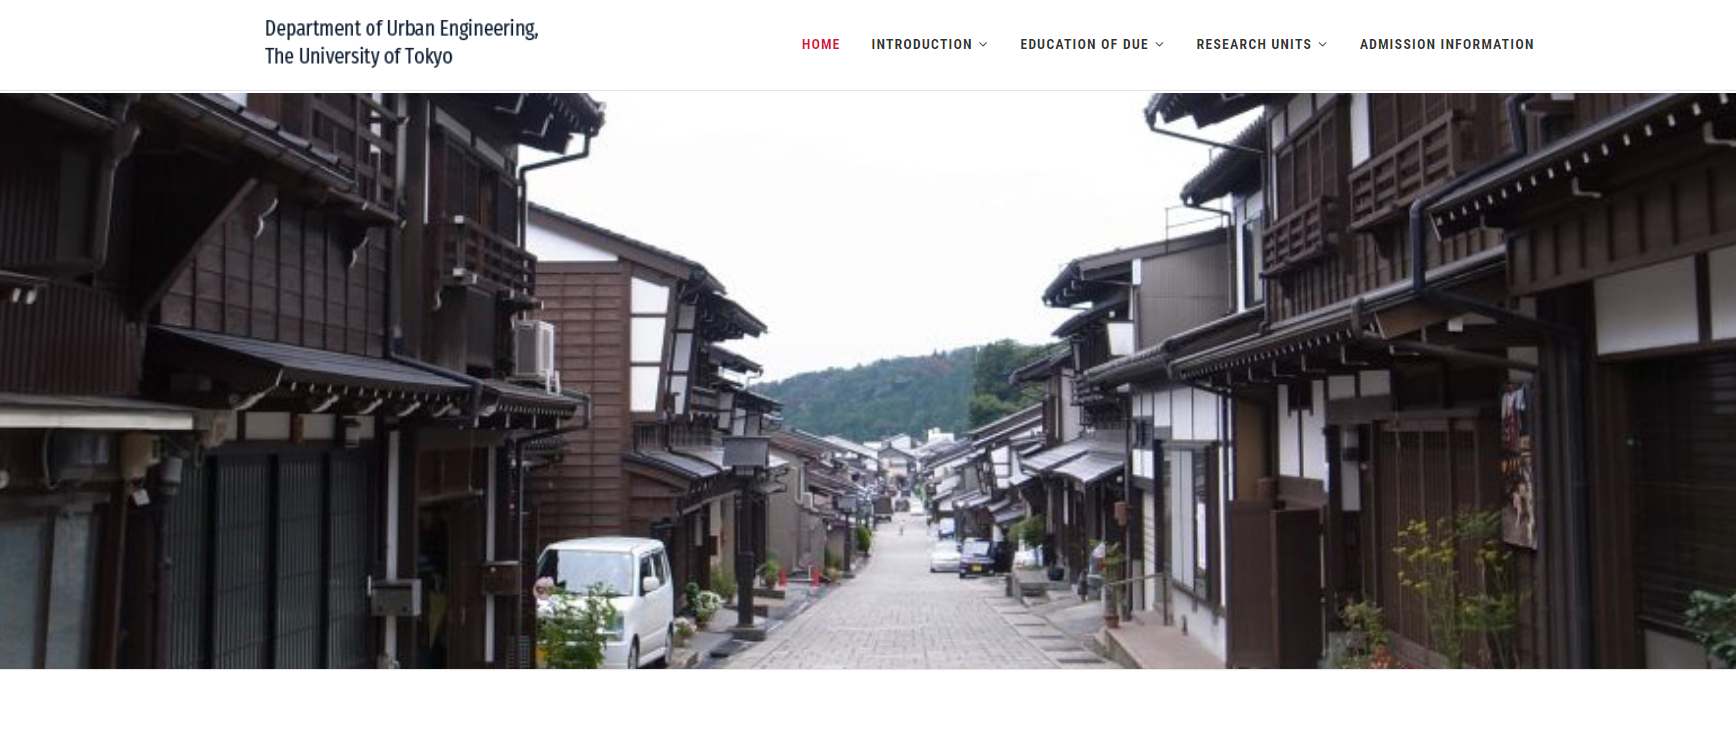 Department of Urban Engineering,
The University of Tokyo
HOME INTRODUCTION EDUCATION OF DUE RESEARCH UNITS ADMISSION INFORMATION